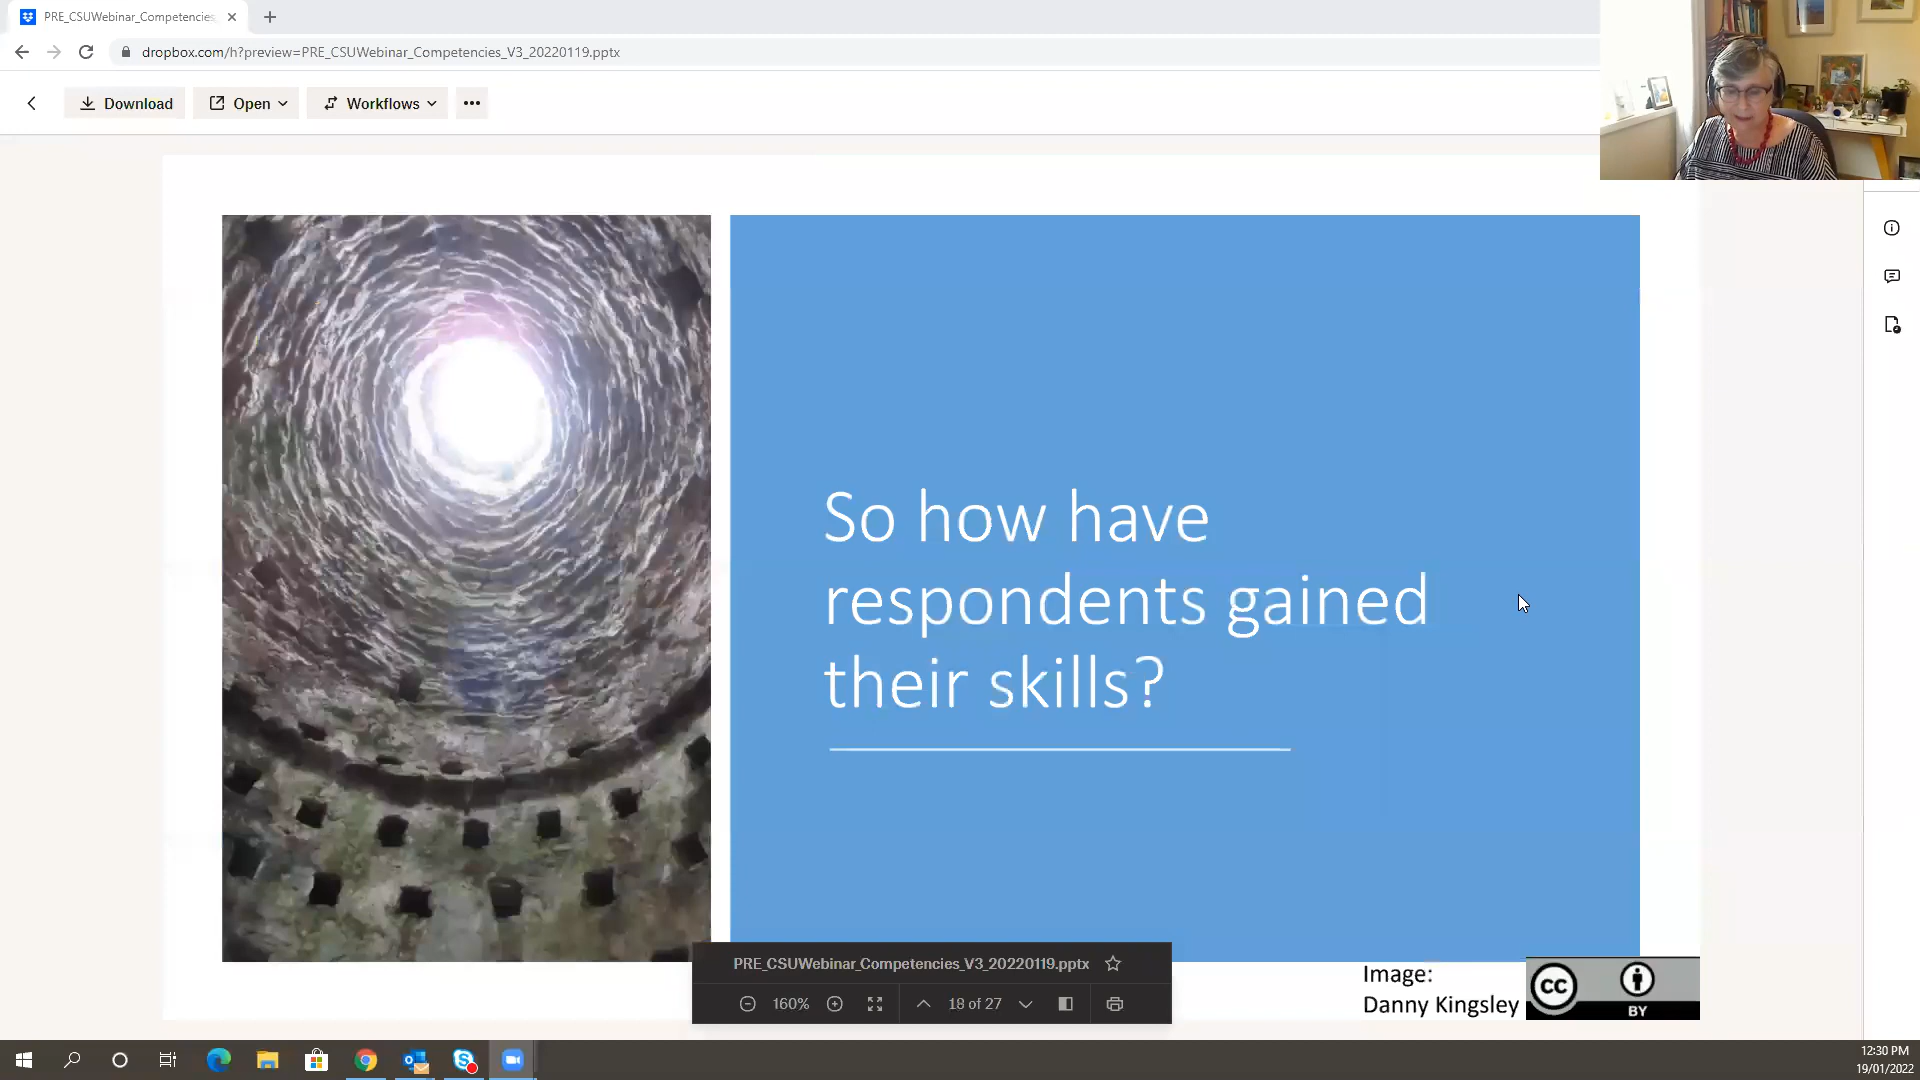 PRE_CSUWebinar_Competencies_
dropbox.com/h?preview=PRE_CSUWebinar_Competencies_V3_20220119.pptx
Download
Open
Workflows
So how have
respondents gained
their skills?
PRE_CSUWebinar_Competencies_V3_20220119.pptx
160%
18 of 27
Image:
Danny Kingsley
CC
BY
12:30 PM
19/01/2022